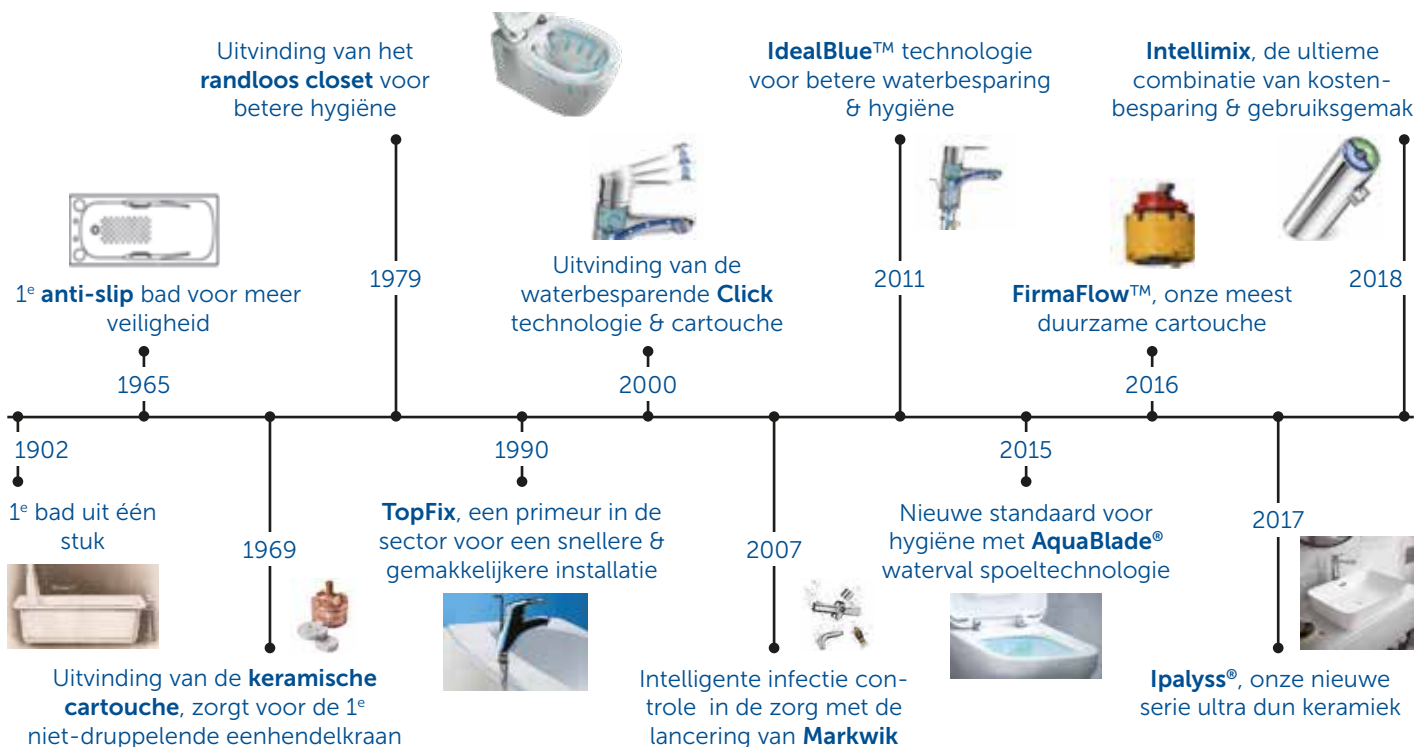 Uitvinding van het
randloos closet voor
betere hygiëne
IdealBlue™ technologie
voor betere waterbesparing
& hygiëne
Intellimix, de ultieme
combinatie van kosten-
besparing & gebruiksgemak
1e anti-slip bad voor meer
veiligheid
1979
Uitvinding van de
waterbesparende Click
technologie & cartouche
2011
FirmaFlow™, onze meest
duurzame cartouche
2018
1965
2000
2016
1902
1990
2015
1e bad uit één
stuk
1969
TopFix, een primeur in de
sector voor een snellere &
gemakkelijkere installatie
2007
Nieuwe standaard voor
hygiëne met AquaBlade®
waterval spoeltechnologie
2017
Uitvinding van de keramische
cartouche, zorgt voor de 1e
niet-druppelende eenhendelkraan
Intelligente infectie con-
trole in de zorg met de
lancering van Markwik
Ipalyss®, onze nieuwe
serie ultra dun keramiek